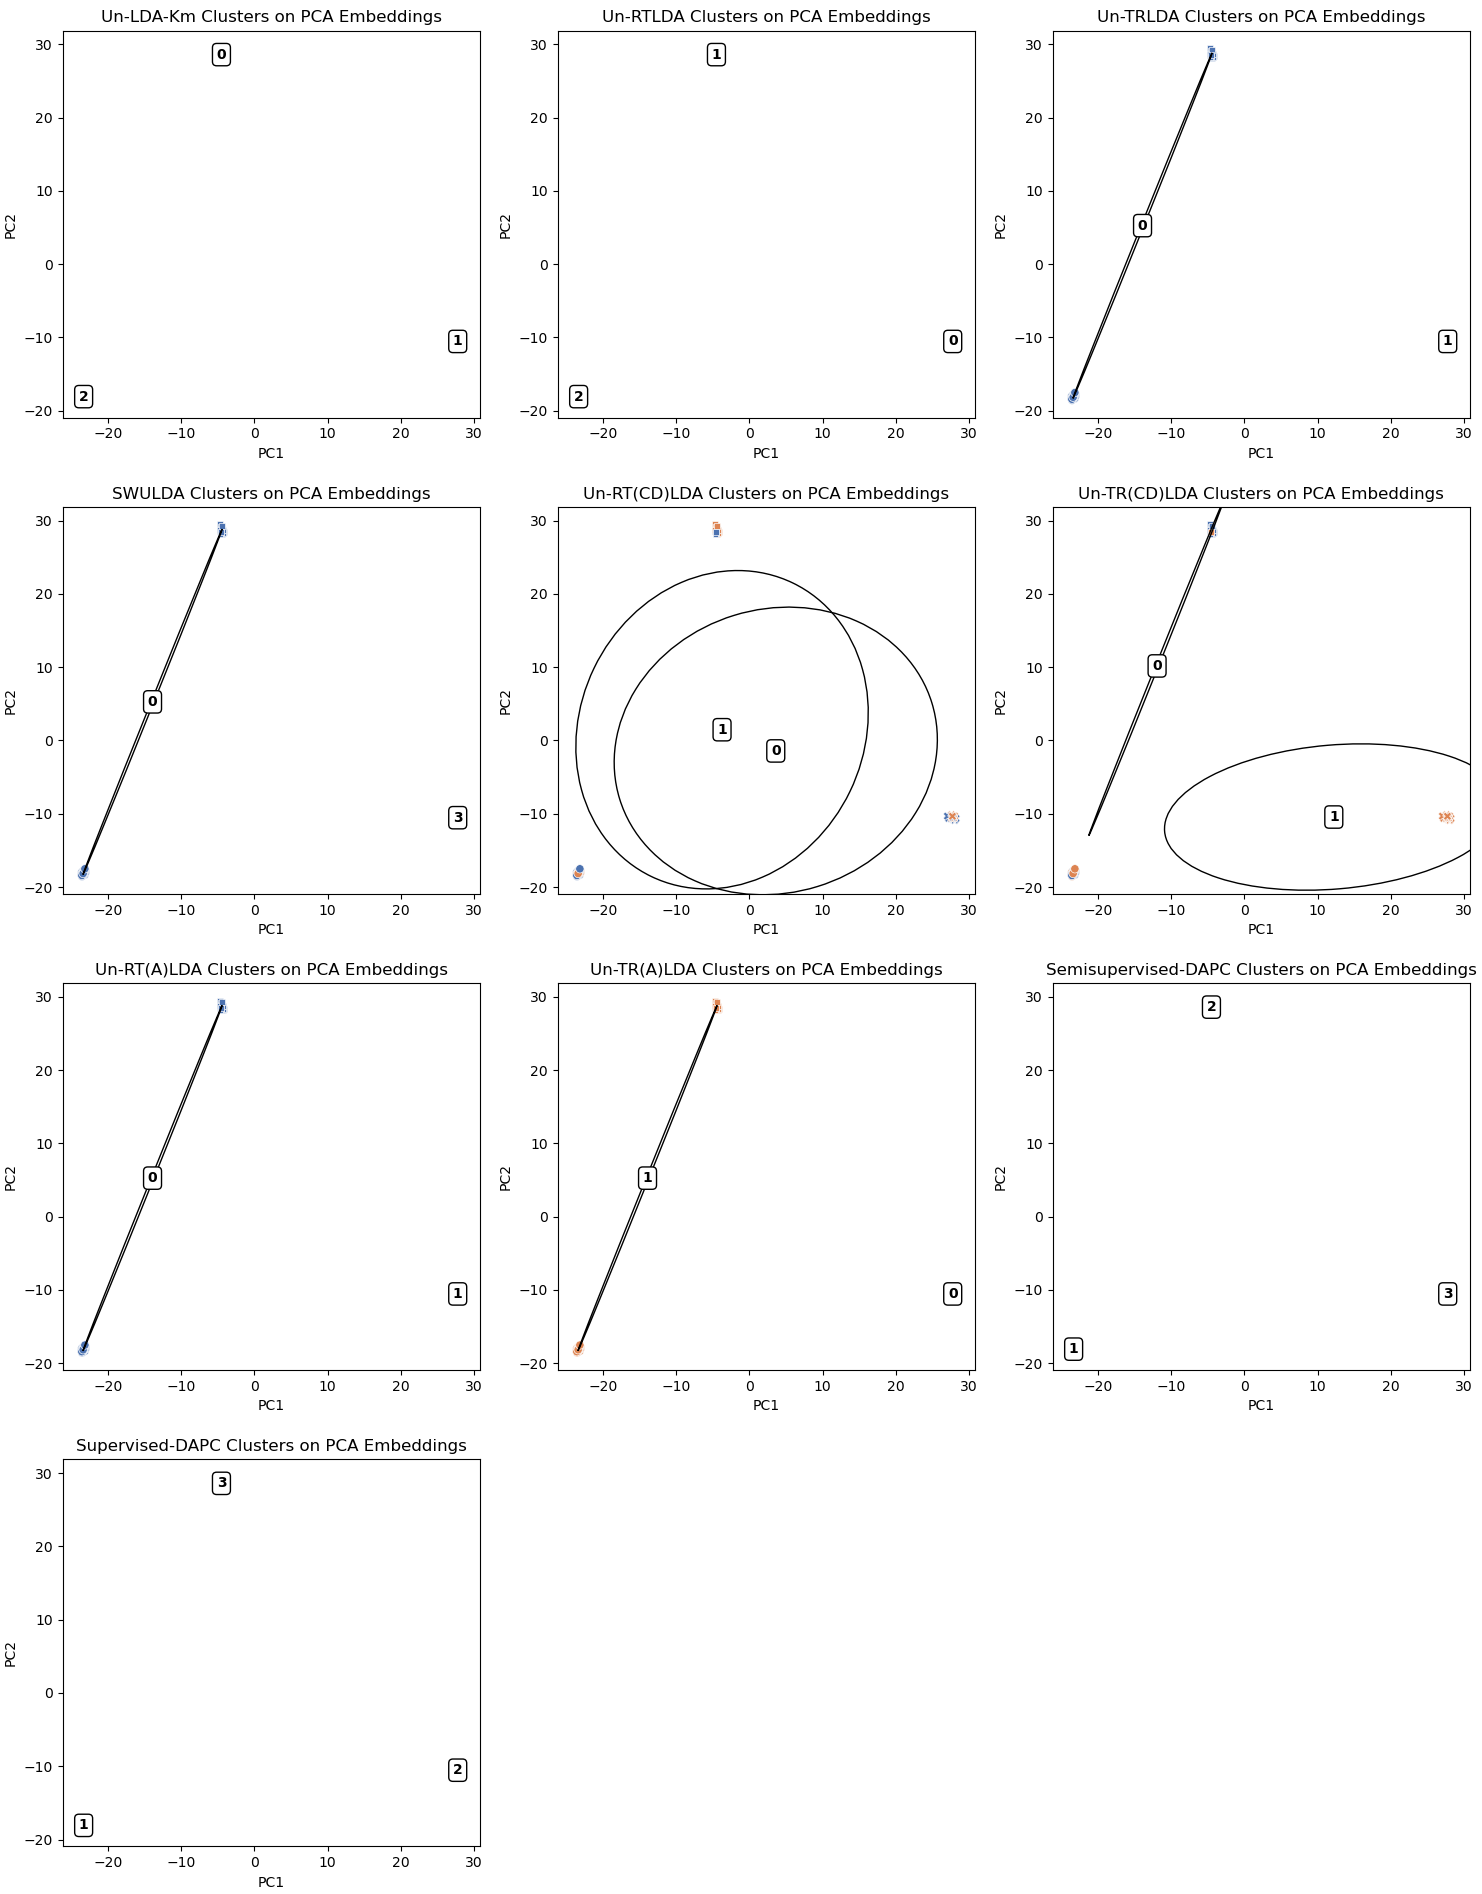 Un-LDA-Km Clusters on PCA Embeddings
30
20
10
0
−10
−20
PC2
0
1
2
−20 −10 0 10 20 30
PC1
Un-RTLDA Clusters on PCA Embeddings
30
20
10
0
−10
−20
PC2
1
0
2
−20 −10 0 10 20 30
PC1
Un-TRLDA Clusters on PCA Embeddings
30
20
10
0
−10
−20
PC2
0
1
−20 −10 0 10 20 30
PC1
SWULDA Clusters on PCA Embeddings
30
20
10
0
−10
−20
PC2
0
3
−20 −10 0 10 20 30
PC1
Un-RT(CD)LDA Clusters on PCA Embeddings
30
20
10
0
−10
−20
PC2
1
0
−20 −10 0 10 20 30
PC1
Un-TR(CD)LDA Clusters on PCA Embeddings
30
20
10
0
−10
−20
PC2
0
1
−20 −10 0 10 20 30
PC1
Un-RT(A)LDA Clusters on PCA Embeddings
30
20
10
0
−10
−20
PC2
0
1
−20 −10 0 10 20 30
PC1
Un-TR(A)LDA Clusters on PCA Embeddings
30
20
10
0
−10
−20
PC2
1
0
−20 −10 0 10 20 30
PC1
Semisupervised-DAPC Clusters on PCA Embeddings
30
20
10
0
−10
−20
PC2
2
3
1
−20 −10 0 10 20 30
PC1
Supervised-DAPC Clusters on PCA Embeddings
30
20
10
0
−10
−20
PC2
3
2
1
−20 −10 0 10 20 30
PC1